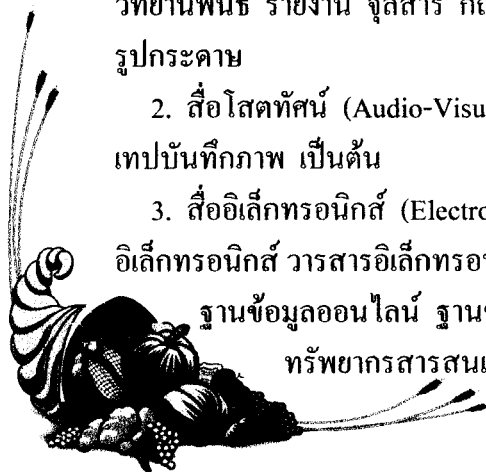 วิทยานิพนธ์ รายงาน จุลสาร
รูปกระดาษ
2. สื่อโสตทัศน์ (Audio-Visu
เทปบันทึกภาพ เป็นต้น
3. สื่ออิเล็กทรอนิกส์ (Electro
อิเล็กทรอนิกส์ วารสารอิเล็กทรอ
ฐานข้อมูลออนไลน์ ฐานข
ทรัพยากรสารสนเ